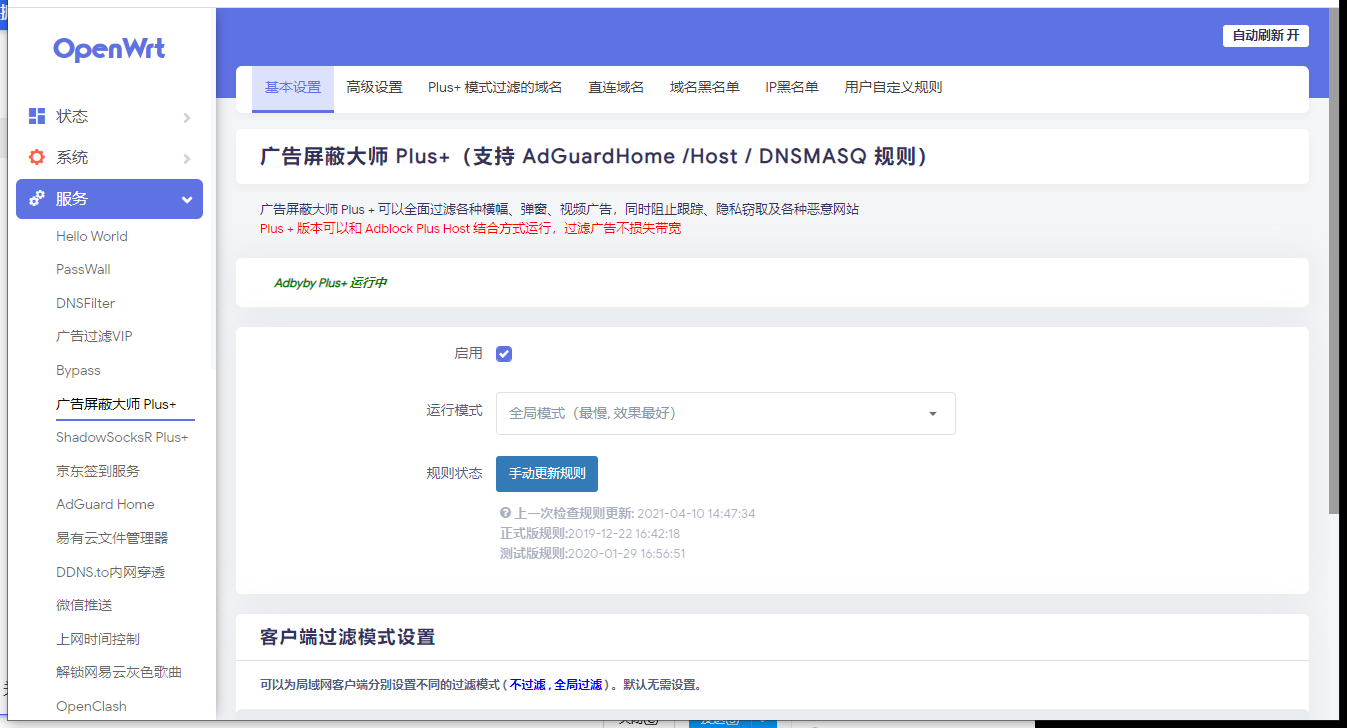 OpenWrt
自动刷新 开
状态
系统
服务
Hello World
PassWall
DNSFilter
广告过滤VIP
Bypass
广告屏蔽大师 Plus+
ShadowSocksR Plus+
京东签到服务
AdGuard Home
易有云文件管理器
DDNS.to内网穿透
微信推送
上网时间控制
解锁网易云灰色歌曲
OpenClash
基本设置 高级设置 Plus+ 模式过滤的域名 直连域名 域名黑名单 IP黑名单 用户自定义规则
广告屏蔽大师 Plus+（支持 AdGuardHome /Host / DNSMASQ 规则）
广告屏蔽大师 Plus + 可以全面过滤各种横幅、弹窗、视频广告，同时阻止跟踪、隐私窃取及各种恶意网站
Plus + 版本可以和 Adblock Plus Host 结合方式运行，过滤广告不损失带宽
Adbyby Plus+ 运行中
启用
运行模式 全局模式（最慢, 效果最好）
规则状态 手动更新规则
上一次检查规则更新: 2021-04-10 14:47:34
正式版规则:2019-12-22 16:42:18
测试版规则:2020-01-29 16:56:51
客户端过滤模式设置
可以为局域网客户端分别设置不同的过滤模式 ( 不过滤 , 全局过滤 ) 。默认无需设置。